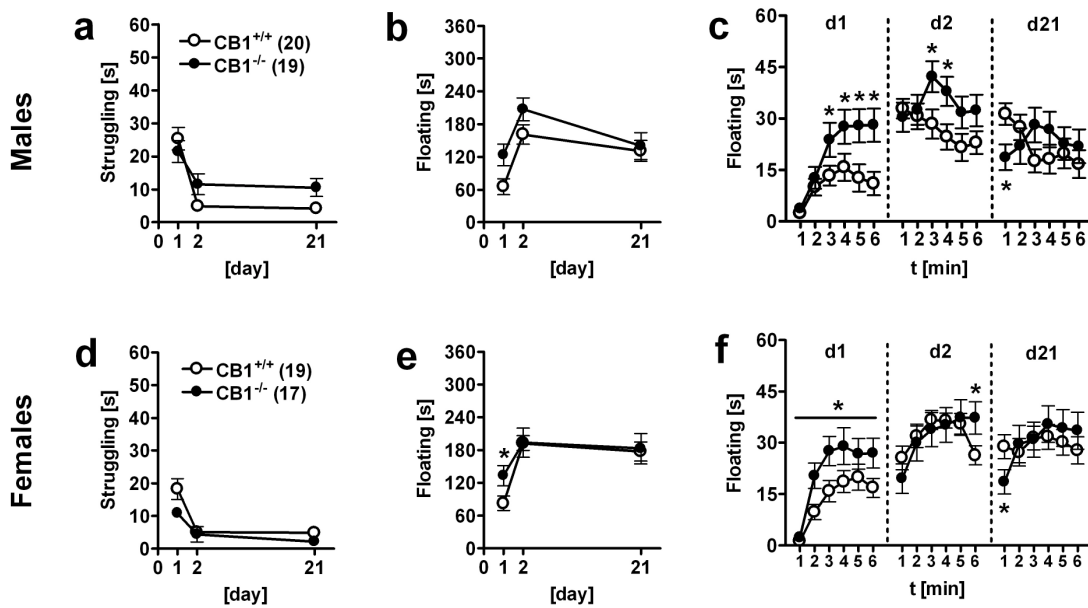 Males
a
Struggling [s]
60
50
40
30
20
10
0
CB1+/+ (20)
CB1-/- (19)
0 1 2 21
[day]
b
Floating [s]
360
300
240
180
120
60
0
0 1 2 21
[day]
c
Floating [s]
60
45
30
15
0
d1 d2 d21
* * * *
* *
*
1 2 3 4 5 6 1 2 3 4 5 6 1 2 3 4 5 6
t [min]
Females
d
Struggling [s]
60
50
40
30
20
10
0
CB1+/+ (19)
CB1-/- (17)
0 1 2 21
[day]
e
Floating [s]
360
300
240
180
120
60
0
*
0 1 2 21
[day]
f
Floating [s]
60
45
30
15
0
d1 d2 d21
*
*
*
1 2 3 4 5 6 1 2 3 4 5 6 1 2 3 4 5 6
t [min]